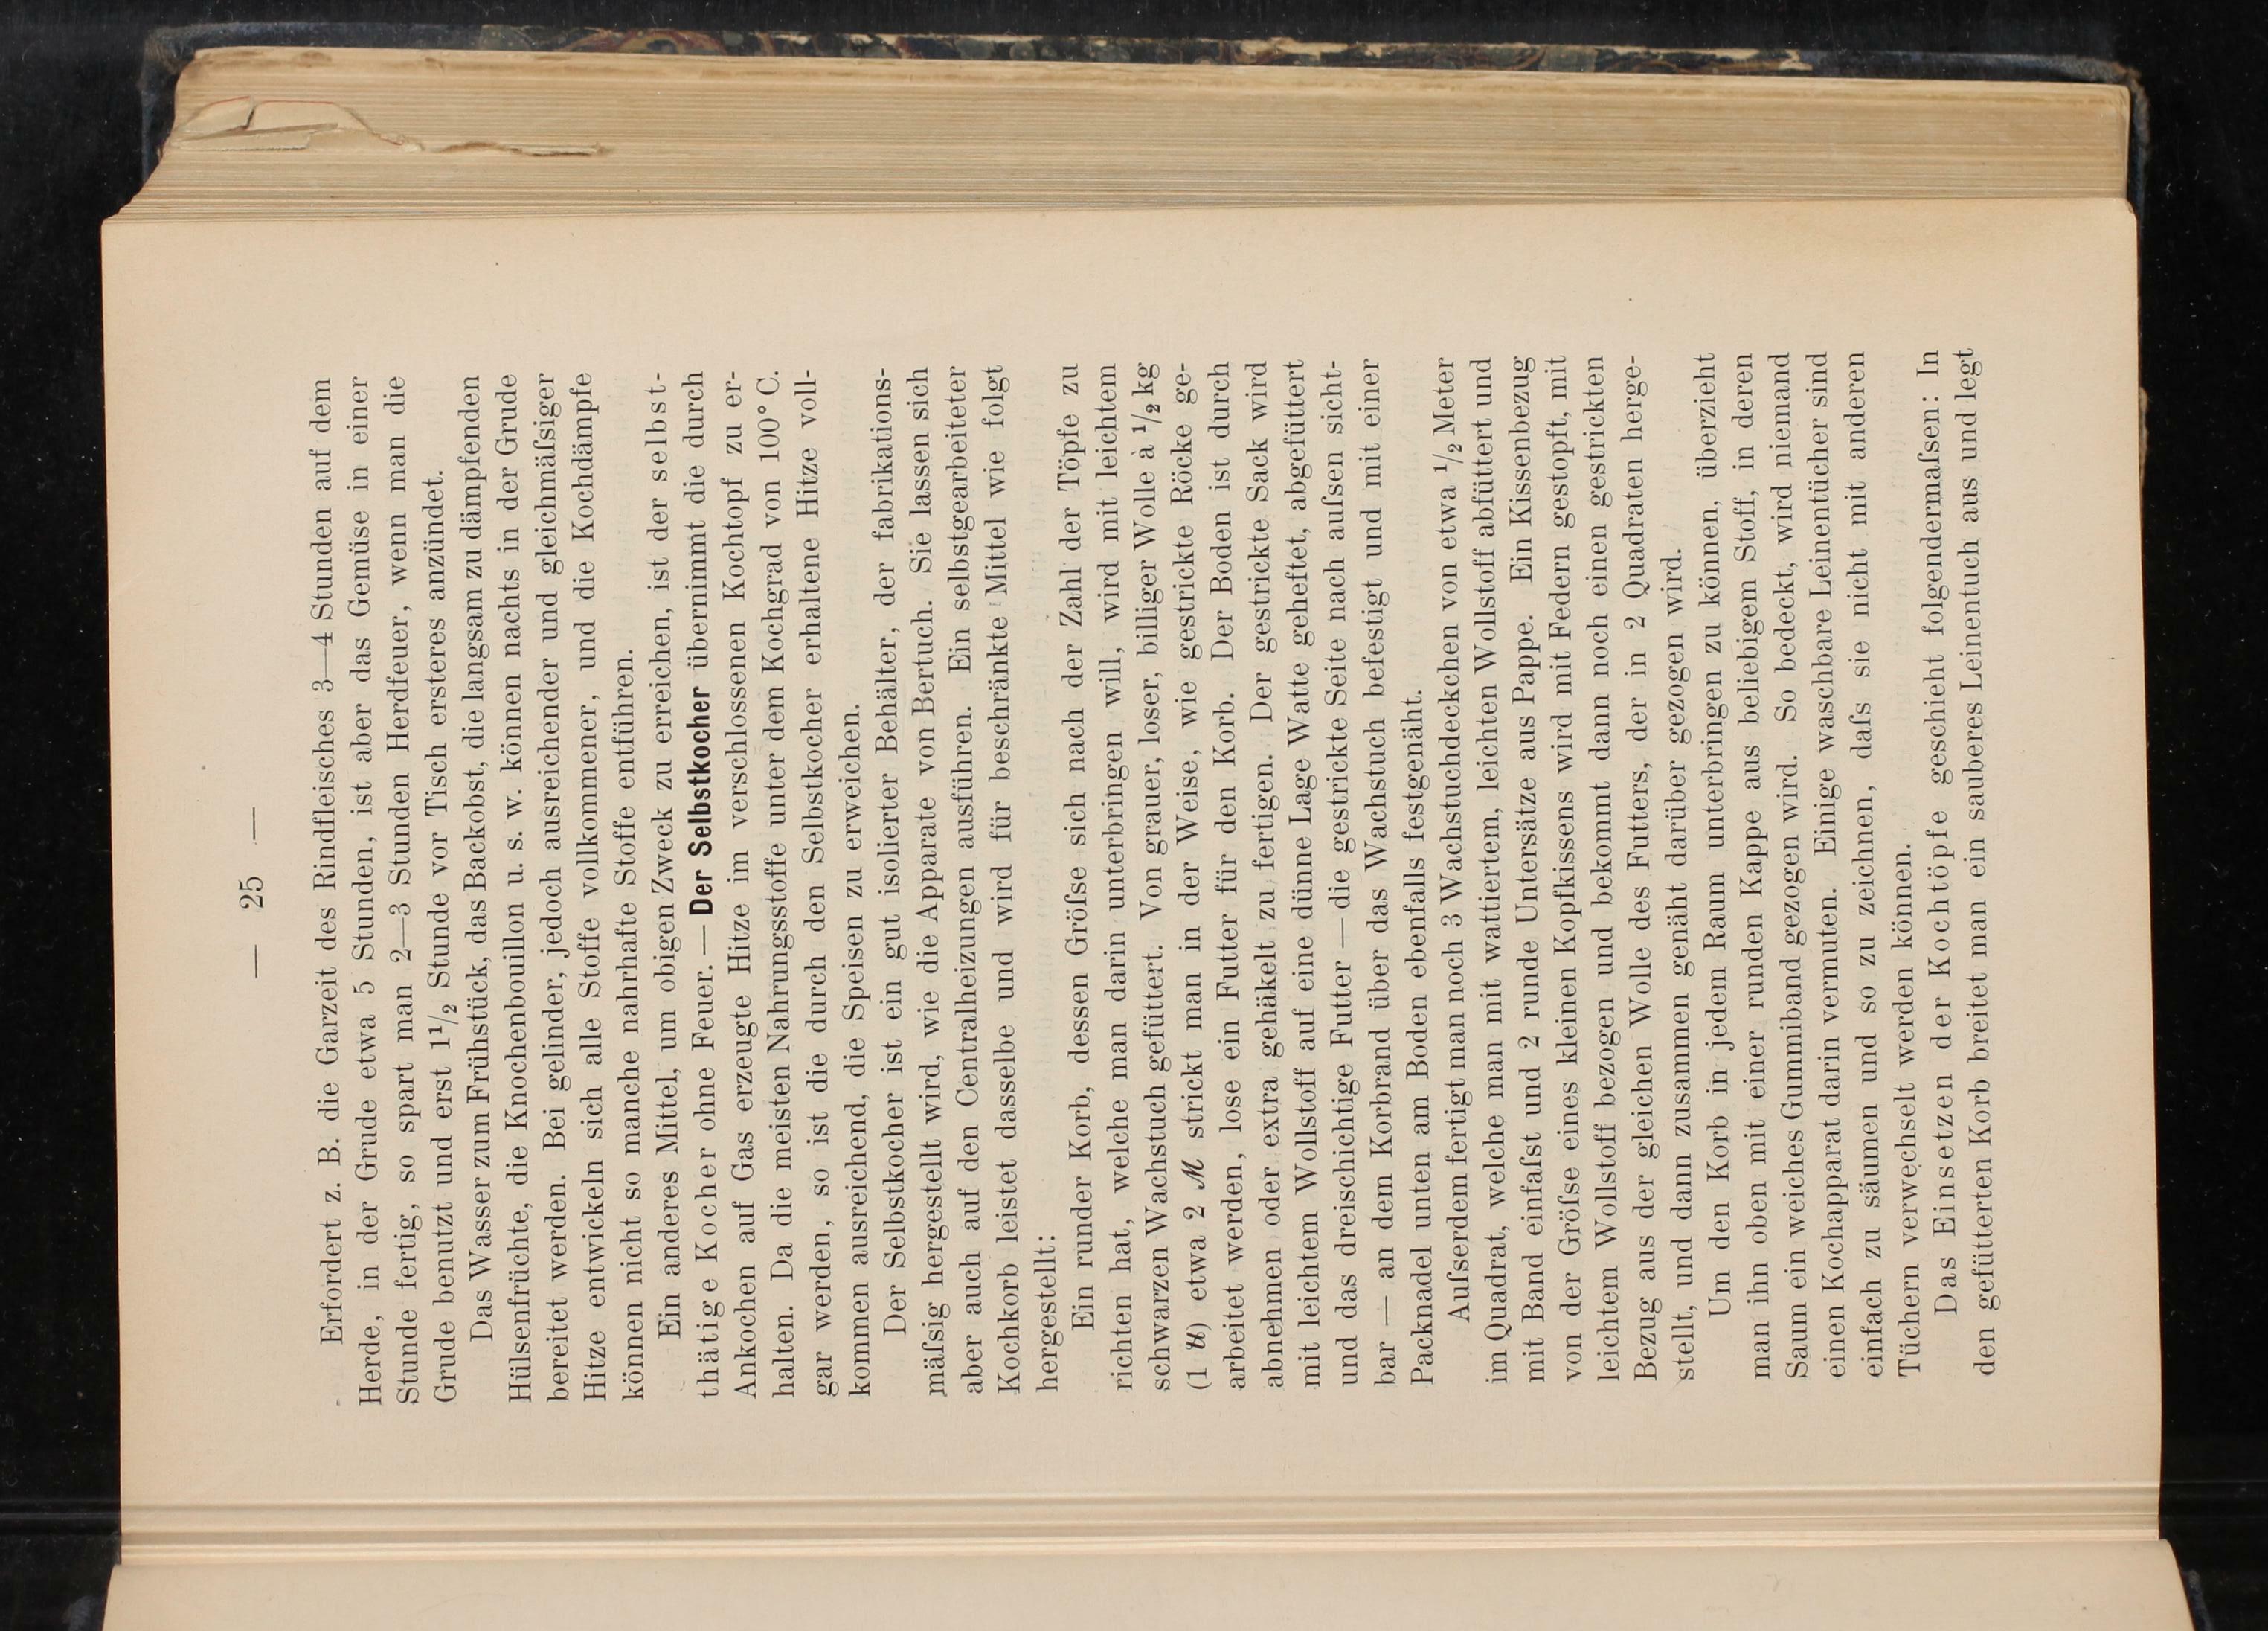 — 25 —
Erfordert z. B. die Garzeit des Rindfleisches 3—4 Stunden auf dem
Herde, in der Grude etwa 5 Stunden, ist aber das Gemüse in einer
Stunde fertig, so spart man 2—3 Stunden Herdfeuer, wenn man die
Grude benutzt und erst 1 1/2 Stunde vor Tisch ersteres anzündet.
Das Wasser zum Frühstück, das Backobst, die langsam zu dämpfenden
Hülsenfrüchte, die Knochenbouillon u. s. w. können nachts in der Grude
bereitet werden. Bei gelinder, jedoch ausreichender und gleichmäſsiger
Hitze entwickeln sich alle Stoffe vollkommener, und die Kochdämpfe
können nicht so manche nahrhafte Stoffe entführen.
Ein anderes Mittel, um obigen Zweck zu erreichen, ist der selbst-
thätige Kocher ohne Feuer. — Der Selbstkocher übernimmt die durch
Ankochen auf Gas erzeugte Hitze im verschlossenen Kochtopf zu er-
halten. Da die meisten Nahrungsstoffe unter dem Kochgrad von 100° C.
gar werden, so ist die durch den Selbstkocher erhaltene Hitze voll-
kommen ausreichend, die Speisen zu erweichen.
Der Selbstkocher ist ein gut isolierter Behälter, der fabrikations-
mäſsig hergestellt wird, wie die Apparate von Bertuch. Sie lassen sich
aber auch auf den Centralheizungen ausführen. Ein selbstgearbeiteter
Kochkorb leistet dasselbe und wird für beschränkte Mittel wie folgt
hergestellt:
Ein runder Korb, dessen Gröſse sich nach der Zahl der Töpfe zu
richten hat, welche man darin unterbringen will, wird mit leichtem
schwarzen Wachstuch gefüttert. Von grauer, loser, billiger Wolle à 1/2 kg
(1 ℔) etwa 2 ℳ strickt man in der Weise, wie gestrickte Röcke ge-
arbeitet werden, lose ein Futter für den Korb. Der Boden ist durch
abnehmen oder extra gehäkelt zu fertigen. Der gestrickte Sack wird
mit leichtem Wollstoff auf eine dünne Lage Watte geheftet, abgefüttert
und das dreischichtige Futter — die gestrickte Seite nach auſsen sicht-
bar — an dem Korbrand über das Wachstuch befestigt und mit einer
Packnadel unten am Boden ebenfalls festgenäht.
Auſserdem fertigt man noch 3 Wachstuchdeckchen von etwa 1/2 Meter
im Quadrat, welche man mit wattiertem, leichten Wollstoff abfüttert und
mit Band einfaſst und 2 runde Untersätze aus Pappe. Ein Kissenbezug
von der Gröſse eines kleinen Kopfkissens wird mit Federn gestopft, mit
leichtem Wollstoff bezogen und bekommt dann noch einen gestrickten
Bezug aus der gleichen Wolle des Futters, der in 2 Quadraten herge-
stellt, und dann zusammen genäht darüber gezogen wird.
Um den Korb in jedem Raum unterbringen zu können, überzieht
man ihn oben mit einer runden Kappe aus beliebigem Stoff, in deren
Saum ein weiches Gummiband gezogen wird. So bedeckt, wird niemand
einen Kochapparat darin vermuten. Einige waschbare Leinentücher sind
einfach zu säumen und so zu zeichnen, daſs sie nicht mit anderen
Tüchern verwechselt werden können.
Das Einsetzen der Kochtöpfe geschieht folgendermaſsen: In
den gefütterten Korb breitet man ein sauberes Leinentuch aus und legt